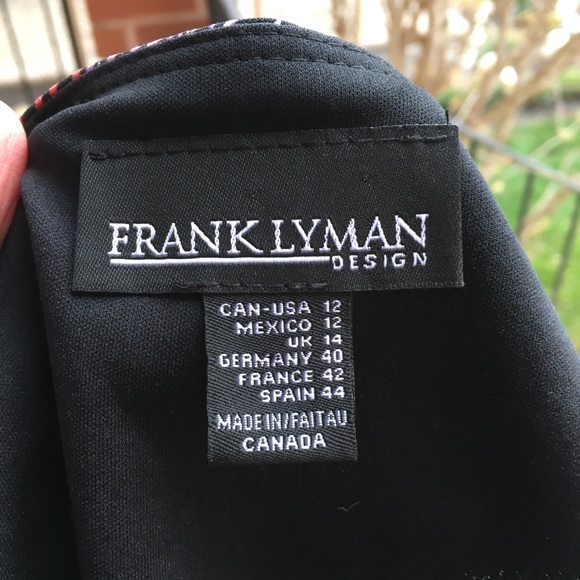 FRANK LYMAN
DESIGN
CAN-USA 12
MEXICO 12
UK 14
GERMANY 40
FRANCE 42
SPAIN 44
MADE IN/FAIT AU
CANADA